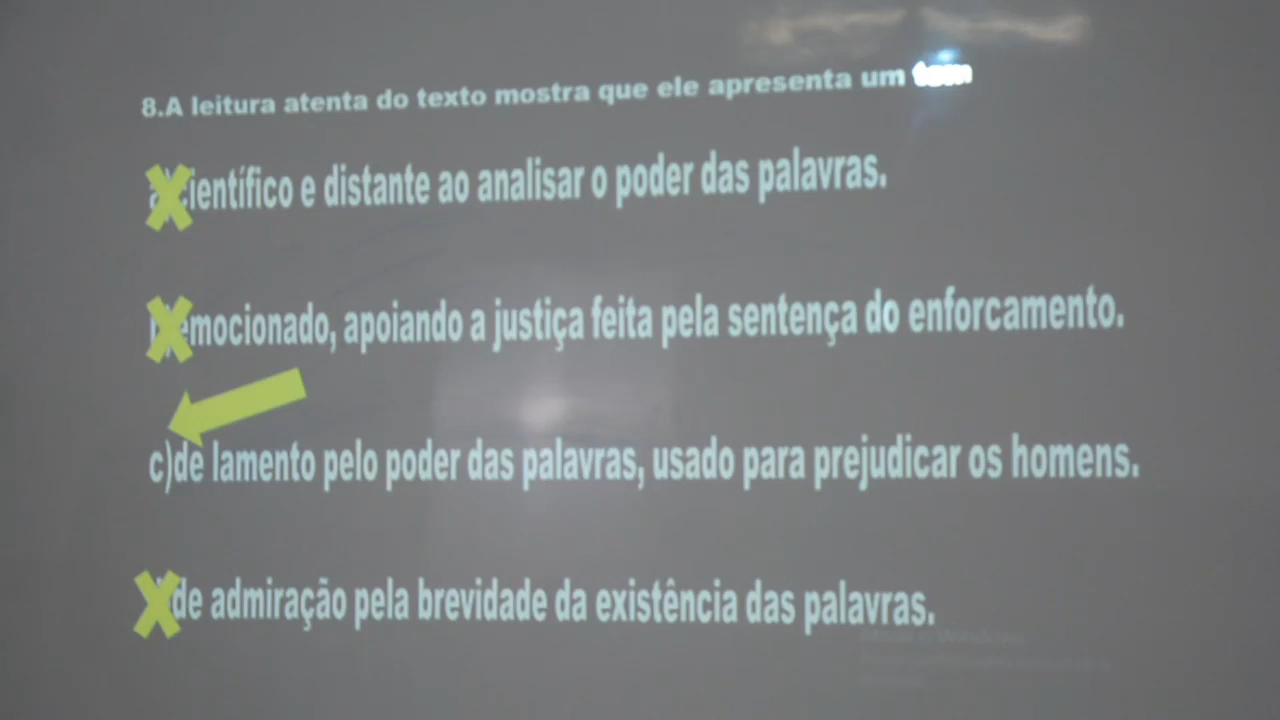 8.A leitura atenta do texto mostra que ele apresenta um tom
a)científico e distante ao analisar o poder das palavras.
b)emocionado, apoiando a justiça feita pela sentença do enforcamento.
c)de lamento pelo poder das palavras, usado para prejudicar os homens.
de admiração pela brevidade da existência das palavras.